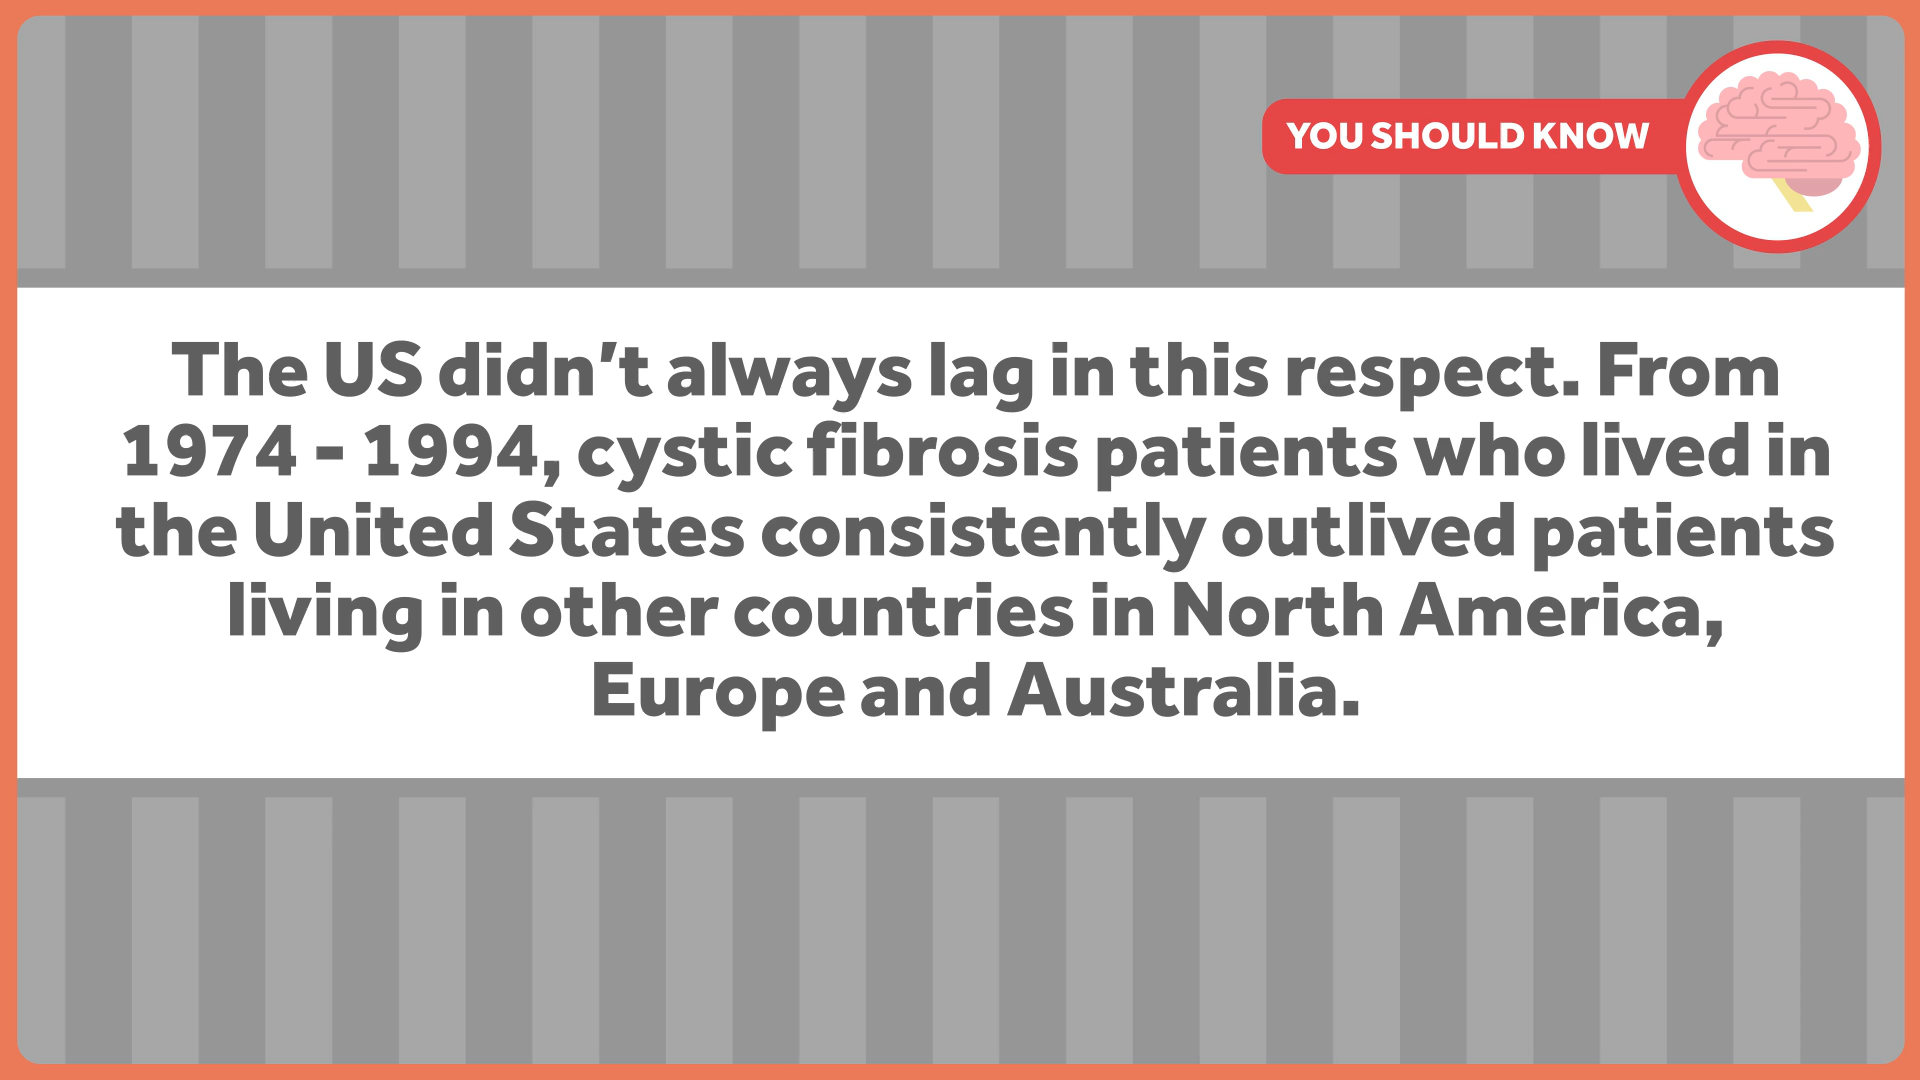 YOU SHOULD KNOW
The US didn't always lag in this respect. From
1974 - 1994, cystic fibrosis patients who lived in
the United States consistently outlived patients
living in other countries in North America,
Europe and Australia.